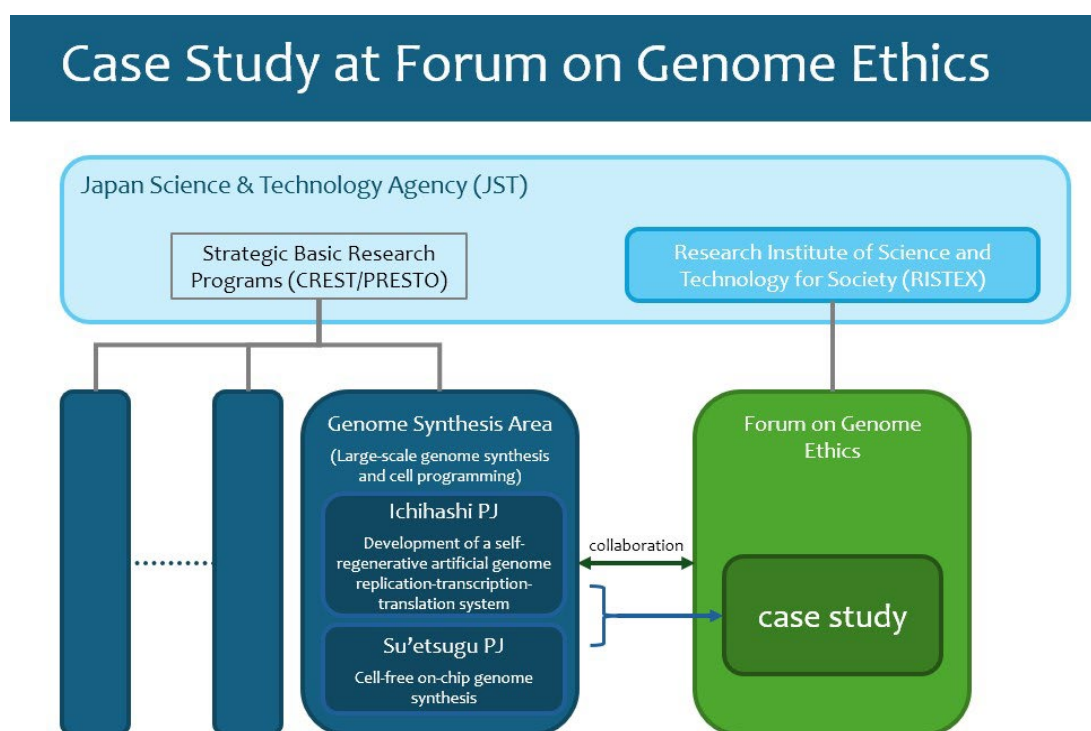 Case Study at Forum on Genome Ethics
Japan Science & Technology Agency (JST)
Strategic Basic Research
Programs (CREST/PRESTO)
Research Institute of Science and
Technology for Society (RISTEX)
Genome Synthesis Area
(Large-scale genome synthesis
and cell programming)
Ichihashi PJ
Development of a self-
regenerative artificial genome
replication-transcription-
translation system
Su'etsugu PJ
Cell-free on-chip genome
synthesis
collaboration
Forum on Genome
Ethics
case study